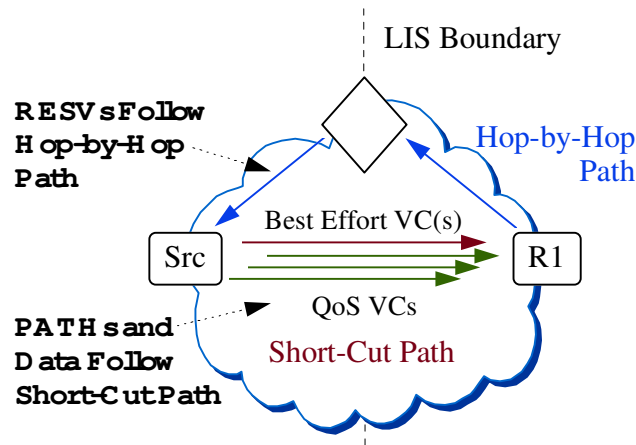 LIS Boundary
RESVs Follow
Hop-by-Hop
Path
Hop-by-Hop
Path
Best Effort VC(s)
Src
R1
QoS VCs
PATHs and
Data Follow
Short-Cut Path
Short-Cut Path